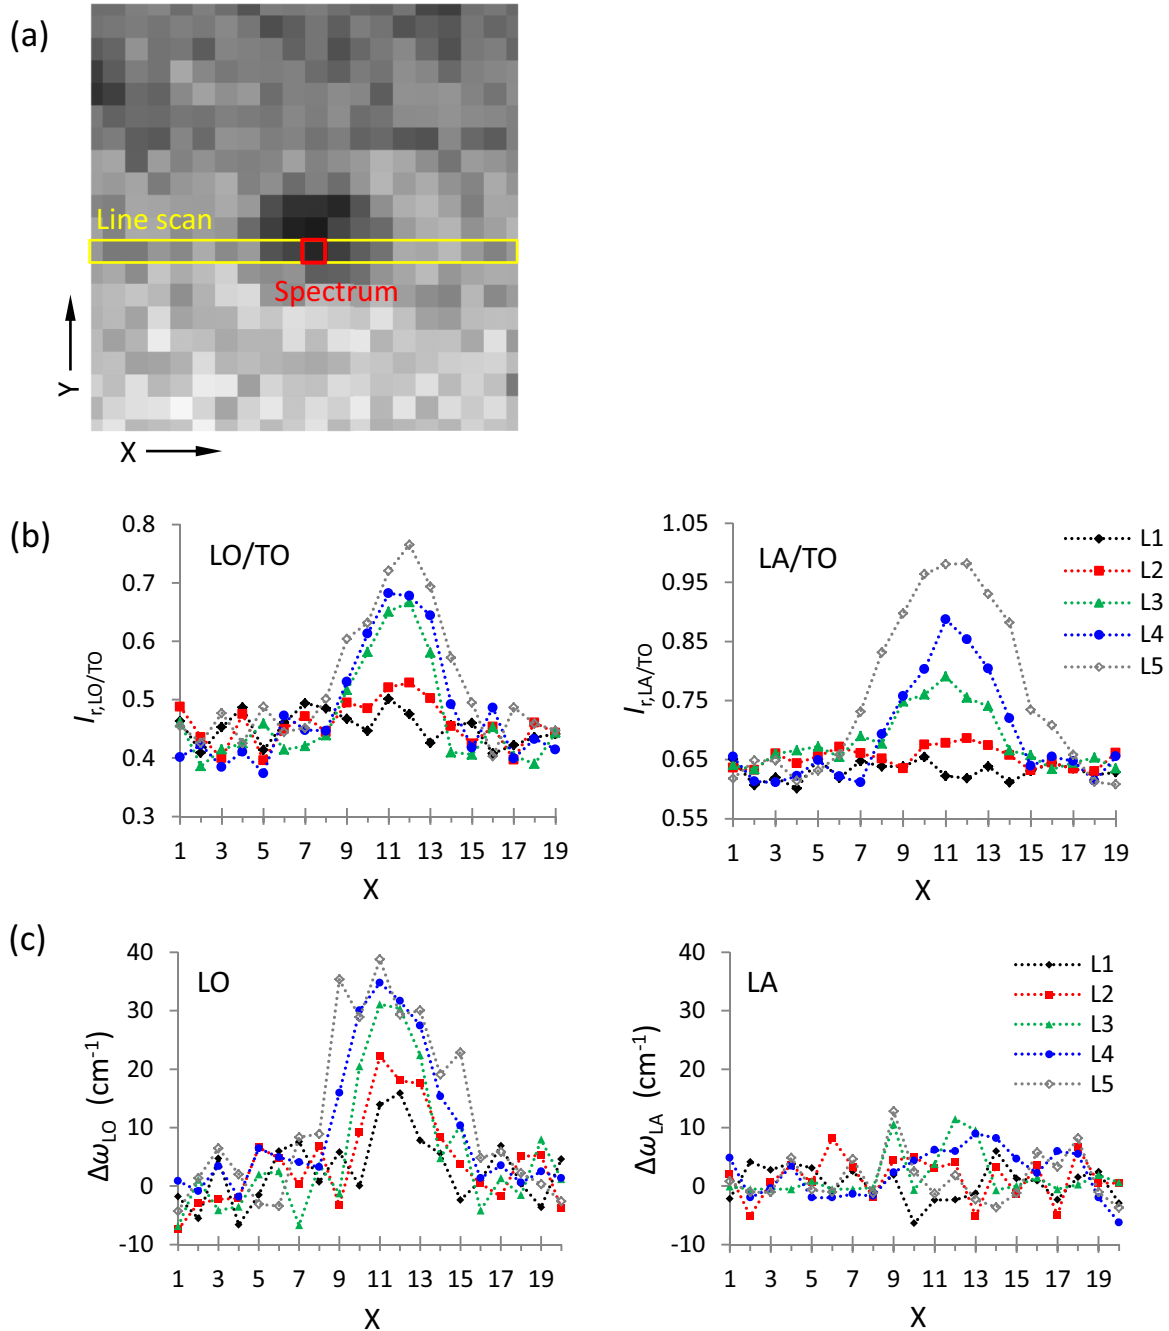 (a)
Line scan
Spectrum
Y
X
(b)
0.8
0.7
0.6
0.5
0.4
0.3
LO/TO
I_r,LO/TO
1 3 5 7 9 11 13 15 17 19
X
1.05
0.95
0.85
0.75
0.65
0.55
LA/TO
I_r,LA/TO
1 3 5 7 9 11 13 15 17 19
X
L1
L2
L3
L4
L5
(c)
40
30
20
10
0
-10
LO
Δω_LO (cm⁻¹)
1 3 5 7 9 11 13 15 17 19
X
40
30
20
10
0
-10
LA
Δω_LA (cm⁻¹)
1 3 5 7 9 11 13 15 17 19
X
L1
L2
L3
L4
L5